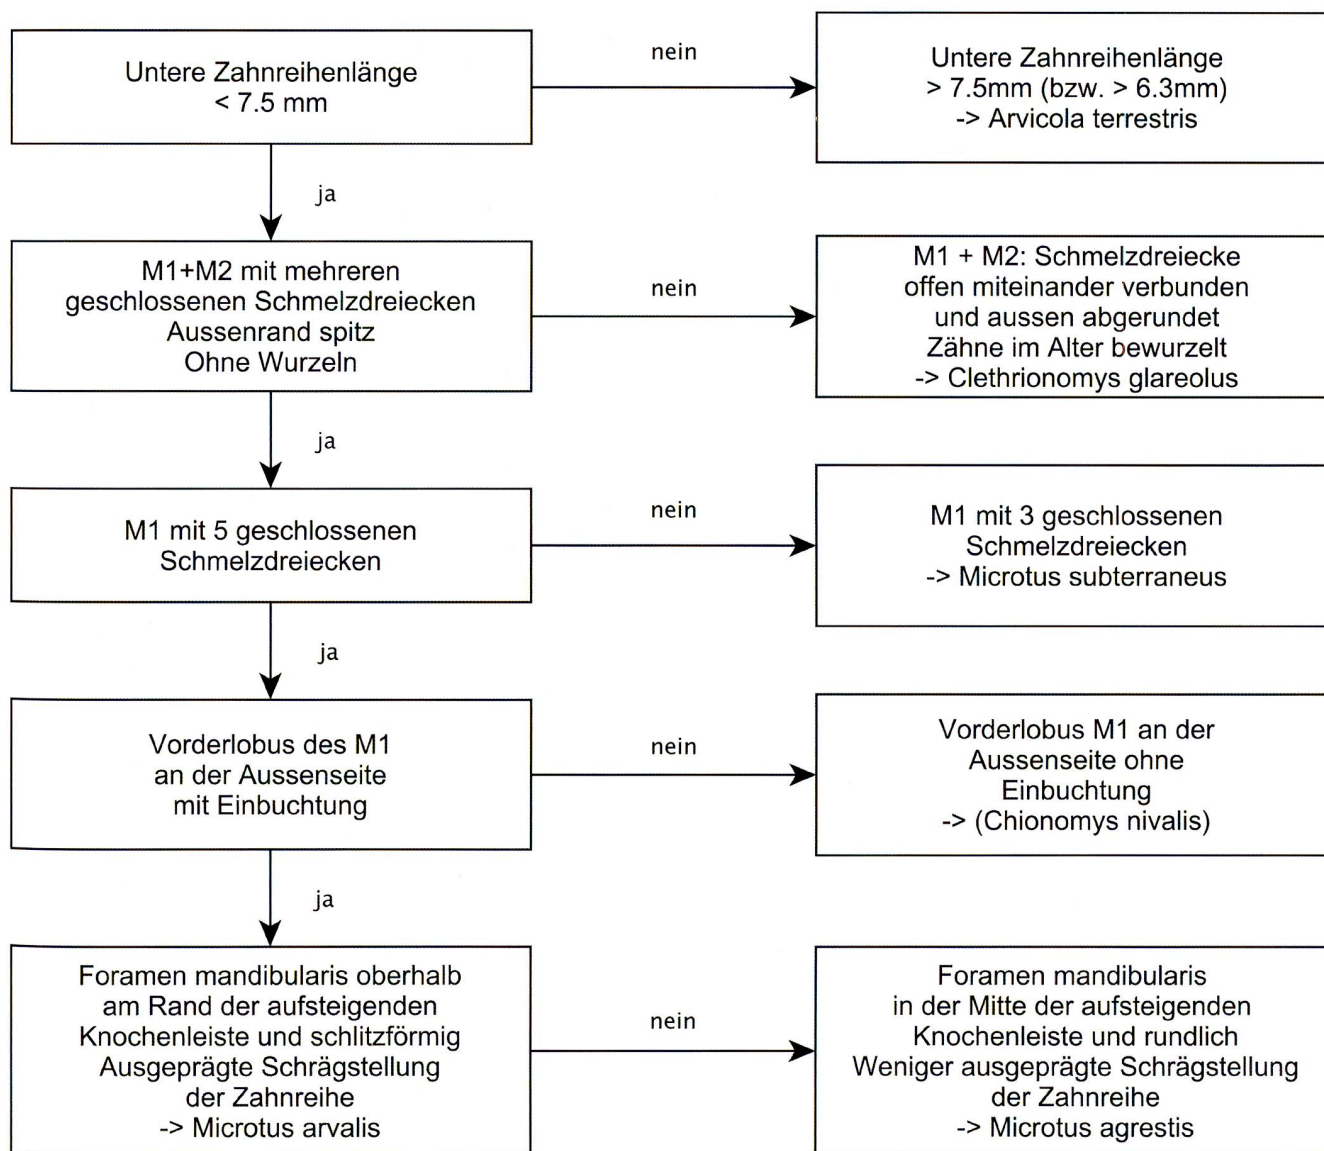 Untere Zahnreihenlänge
< 7.5 mm
nein
Untere Zahnreihenlänge
> 7.5mm (bzw. > 6.3mm)
-> Arvicola terrestris
ja
M1+M2 mit mehreren
geschlossenen Schmelzdreiecken
Aussenrand spitz
Ohne Wurzeln
nein
M1 + M2: Schmelzdreiecke
offen miteinander verbunden
und aussen abgerundet
Zähne im Alter bewurzelt
-> Clethrionomys glareolus
ja
M1 mit 5 geschlossenen
Schmelzdreiecken
nein
M1 mit 3 geschlossenen
Schmelzdreiecken
-> Microtus subterraneus
ja
Vorderlobus des M1
an der Aussenseite
mit Einbuchtung
nein
Vorderlobus M1 an der
Aussenseite ohne
Einbuchtung
-> (Chionomys nivalis)
ja
Foramen mandibularis oberhalb
am Rand der aufsteigenden
Knochenleiste und schlitzförmig
Ausgeprägte Schrägstellung
der Zahnreihe
-> Microtus arvalis
nein
Foramen mandibularis
in der Mitte der aufsteigenden
Knochenleiste und rundlich
Weniger ausgeprägte Schrägstellung
der Zahnreihe
-> Microtus agrestis